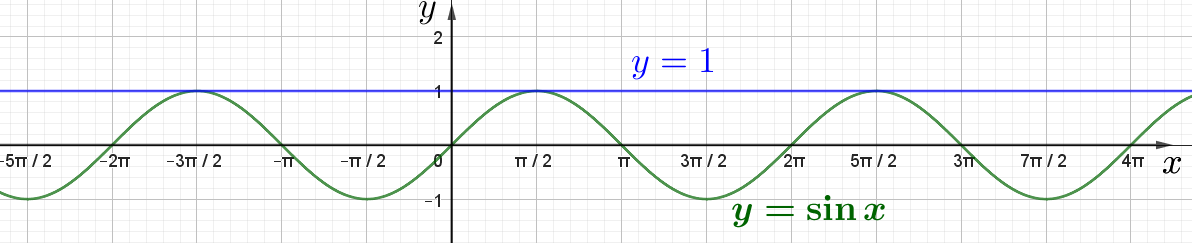 y
2
y = 1
1
-5π / 2 -2π -3π / 2 -π -π / 2 0 π / 2 π 3π / 2 2π 5π / 2 3π 7π / 2 4π x
-1
y = sin x